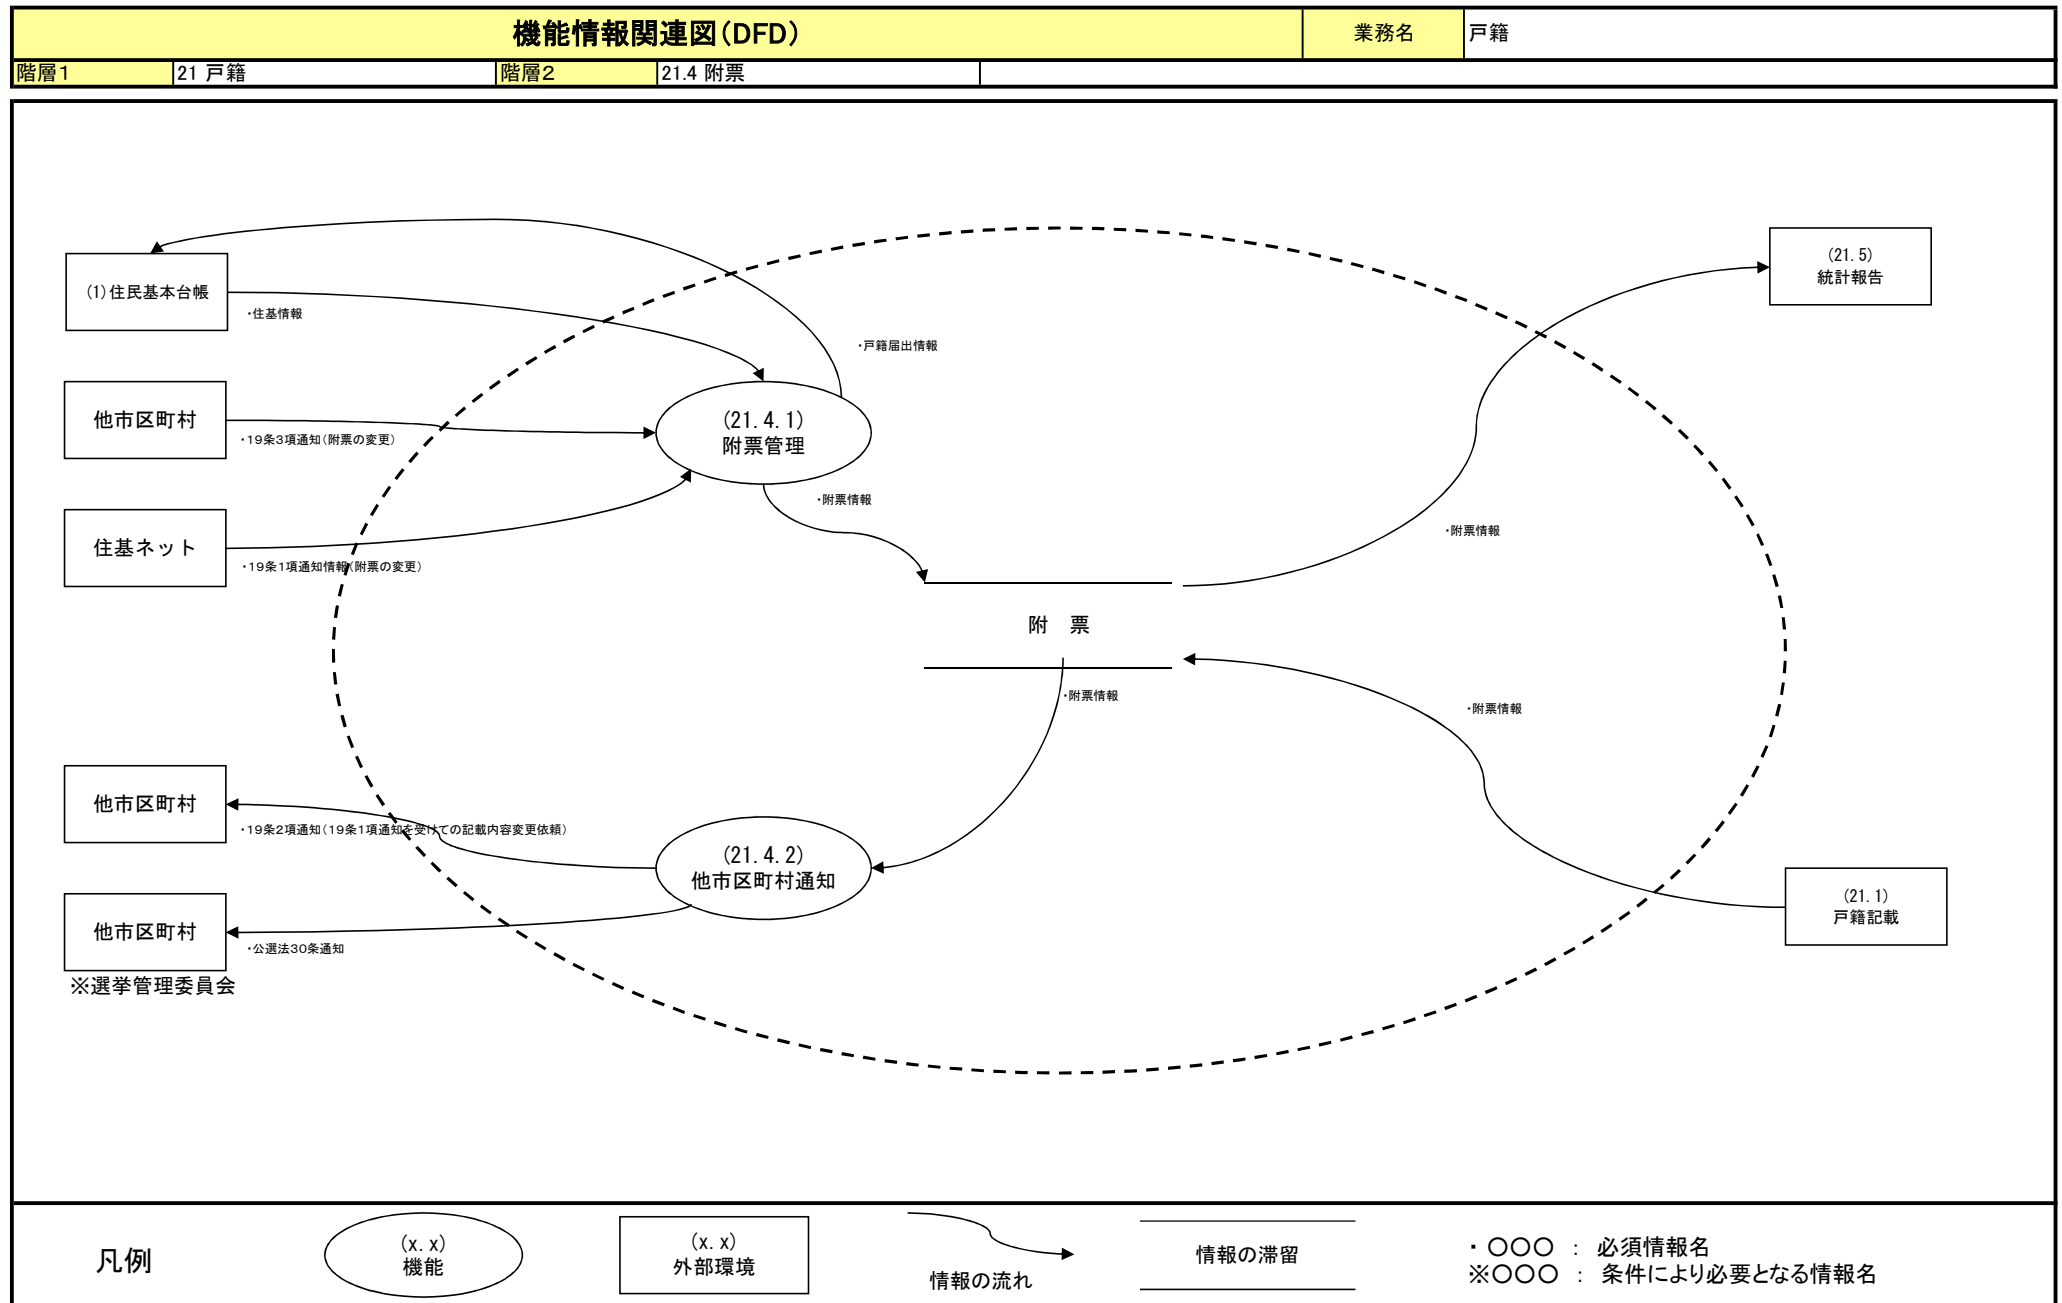 機能情報関連図(DFD)
業務名
戸籍
階層1
21 戸籍
階層2
21.4 附票
(1)住民基本台帳
・住基情報
・戸籍届出情報
(21.5)
統計報告
他市区町村
・19条3項通知(附票の変更)
(21.4.1)
附票管理
・附票情報
・附票情報
住基ネット
・19条1項通知情報(附票の変更)
附 票
・附票情報
・附票情報
他市区町村
・19条2項通知(19条1項通知を受けての記載内容変更依頼)
(21.4.2)
他市区町村通知
(21.1)
戸籍記載
他市区町村
・公選法30条通知
※選挙管理委員会
凡例
(x.x)
機能
(x.x)
外部環境
情報の流れ
情報の滞留
・ 〇〇〇 : 必須情報名
※〇〇〇 : 条件により必要となる情報名